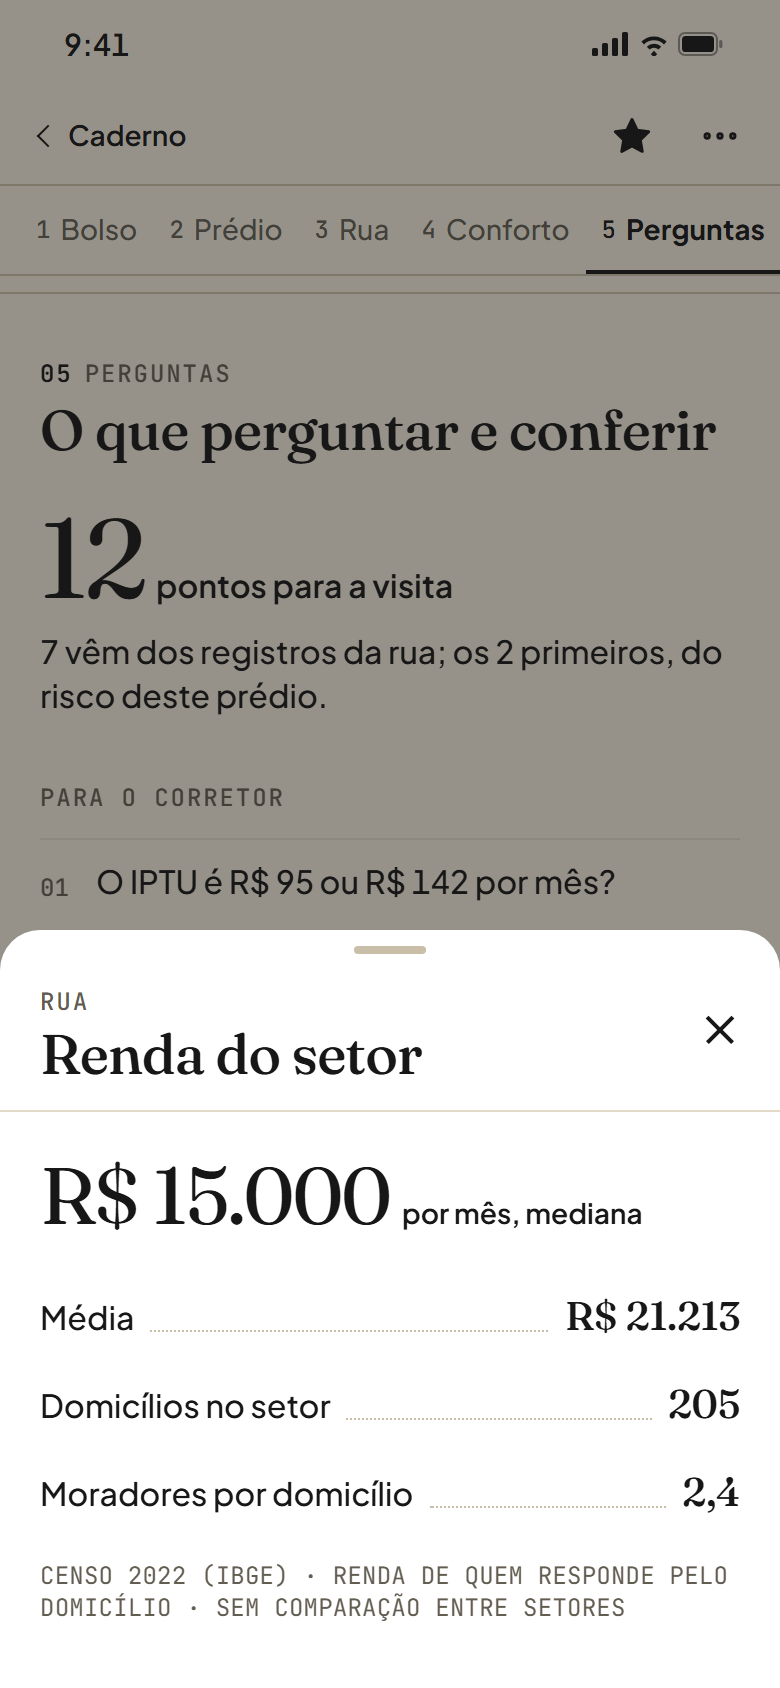 9:41
Caderno
1 Bolso 2 Prédio 3 Rua 4 Conforto 5 Perguntas
05 PERGUNTAS
O que perguntar e conferir
12 pontos para a visita
7 vêm dos registros da rua; os 2 primeiros, do
risco deste prédio.
PARA O CORRETOR
01 O IPTU é R$ 95 ou R$ 142 por mês?
RUA
Renda do setor
R$ 15.000 por mês, mediana
Média R$ 21.213
Domicílios no setor 205
Moradores por domicílio 2,4
CENSO 2022 (IBGE) · RENDA DE QUEM RESPONDE PELO
DOMICÍLIO · SEM COMPARAÇÃO ENTRE SETORES